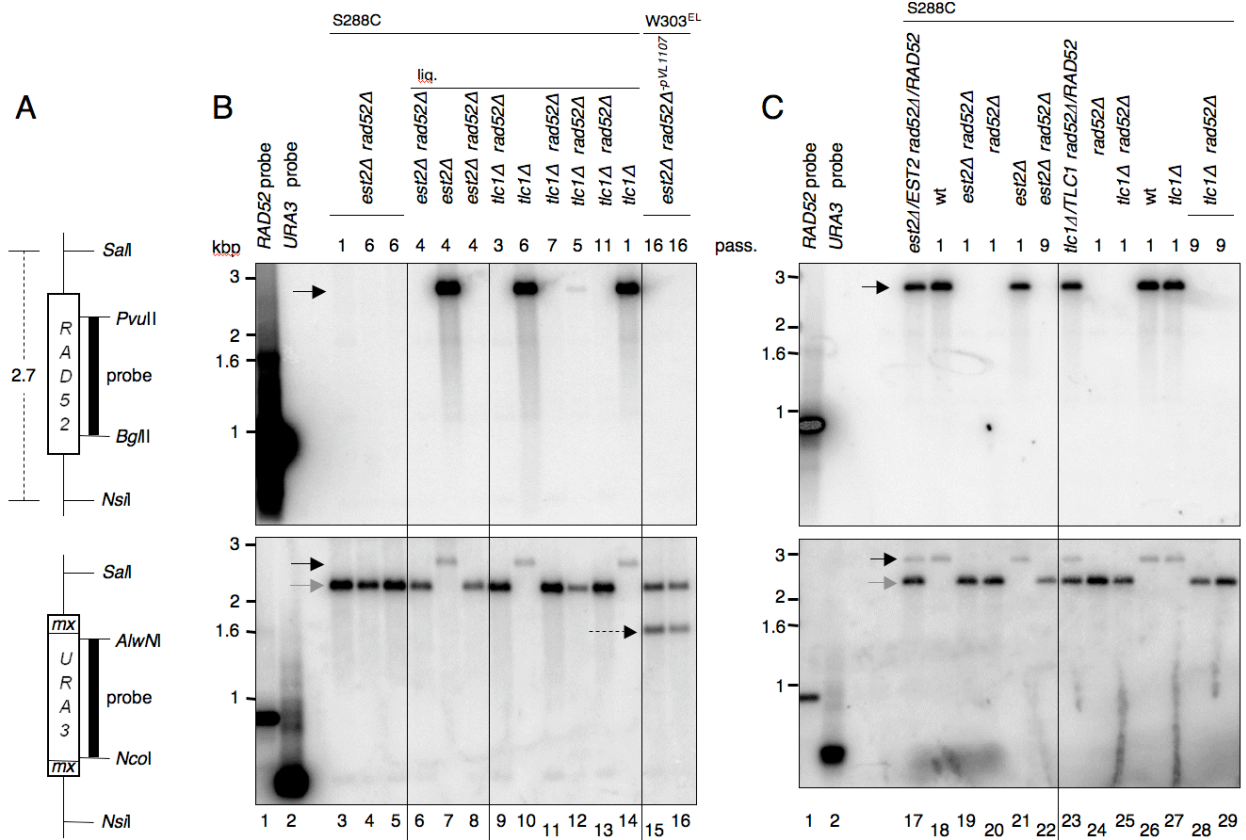 A
SalI
PvuII
R
A
D
5
2
probe
2.7
BglII
NsiI
SalI
mx
AlwNI
U
R
A
3
probe
NcoI
mx
NsiI
B
S288C
W303EL
liq.
RAD52 probe
URA3 probe
est2Δ rad52Δ
est2Δ rad52Δ
est2Δ
est2Δ rad52Δ
tlc1Δ rad52Δ
tlc1Δ
tlc1Δ rad52Δ
tlc1Δ rad52Δ
tlc1Δ rad52Δ
tlc1Δ
est2Δ rad52Δ-pVL1107
kbp 1 6 6 4 4 4 3 6 7 5 11 1 16 16 pass.
3
2
1.6
1
3
2
1.6
1
1 2 3 4 5 6 7 8 9 10 11 12 13 14 15 16
C
S288C
RAD52 probe
URA3 probe
est2Δ/EST2 rad52Δ/RAD52
wt
est2Δ rad52Δ
rad52Δ
est2Δ
est2Δ rad52Δ
tlc1Δ/TLC1 rad52Δ/RAD52
rad52Δ
tlc1Δ rad52Δ
wt
tlc1Δ
tlc1Δ rad52Δ
1 1 1 1 9 1 1 1 1 9 9
3
2
1.6
1
3
2
1.6
1
1 2 17 18 19 20 21 22 23 24 25 26 27 28 29